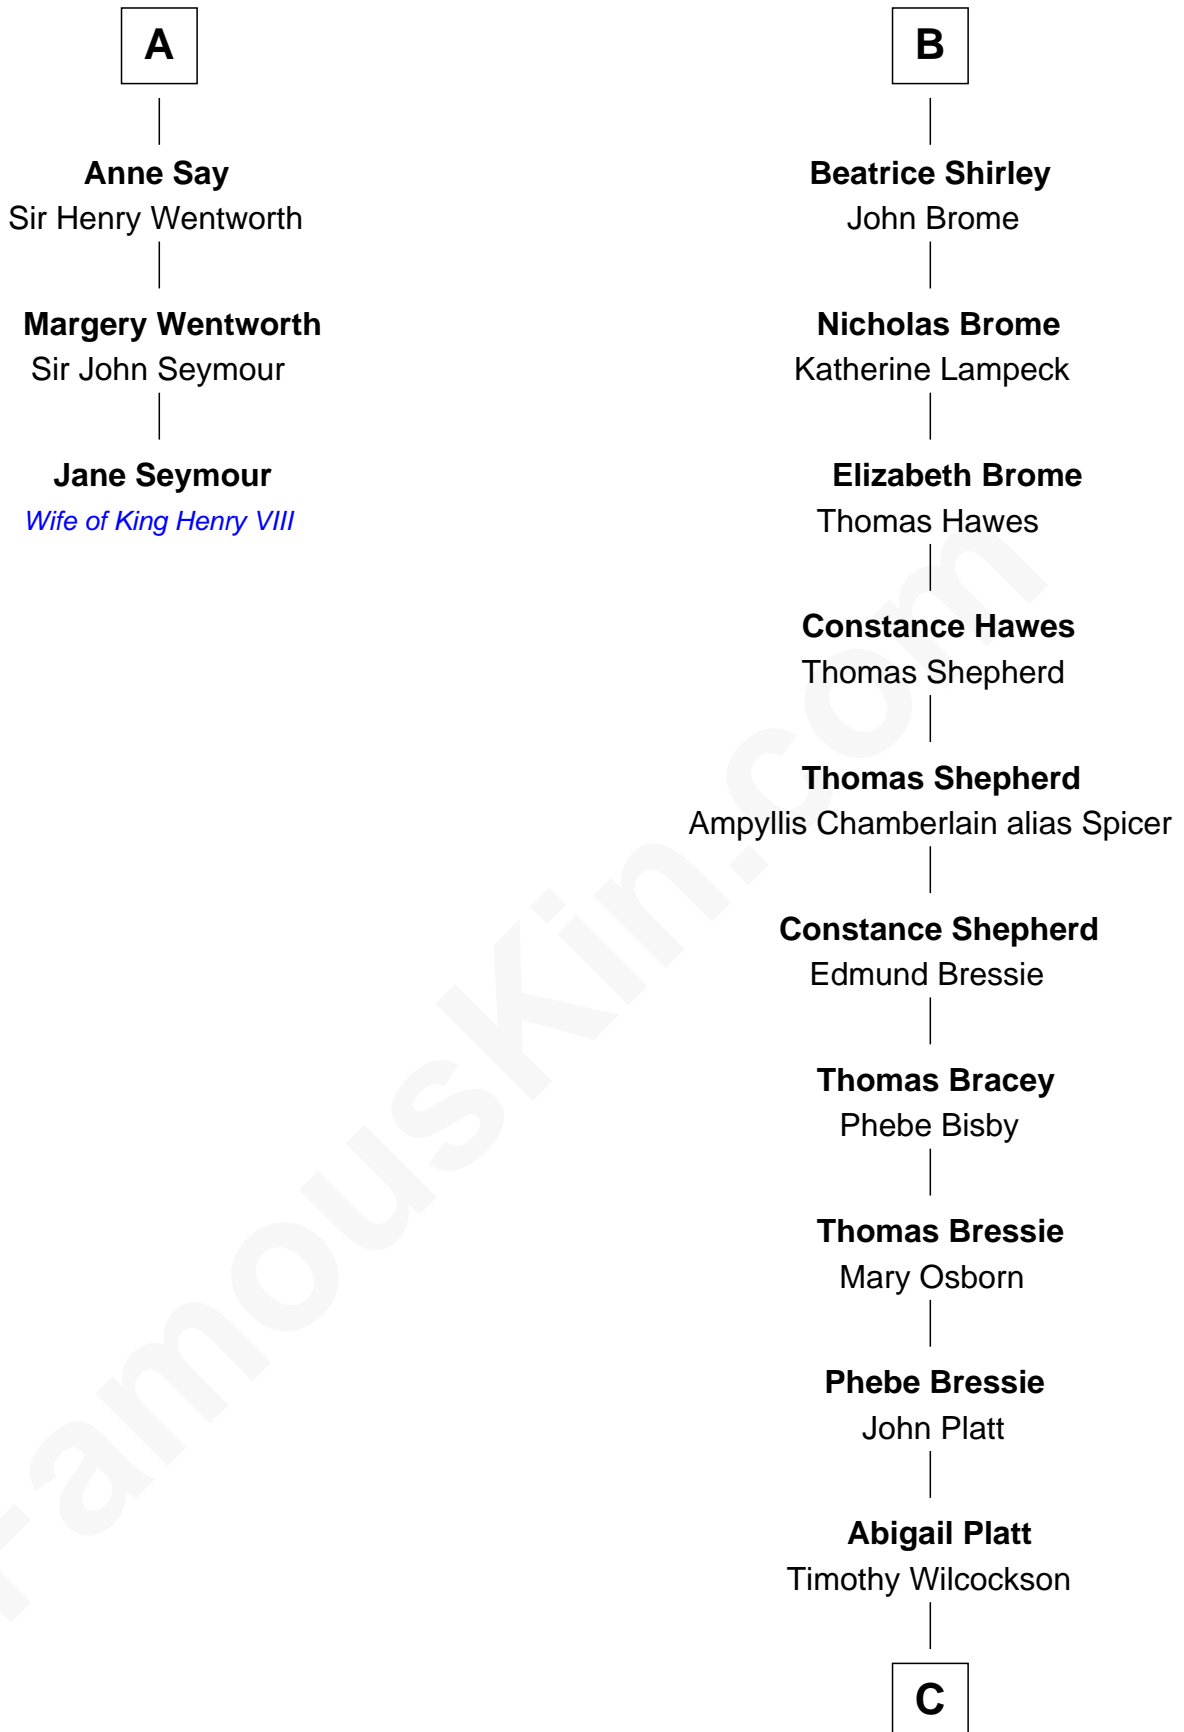 A
Anne Say
Sir Henry Wentworth
Margery Wentworth
Sir John Seymour
Jane Seymour
Wife of King Henry VIII
B
Beatrice Shirley
John Brome
Nicholas Brome
Katherine Lampeck
Elizabeth Brome
Thomas Hawes
Constance Hawes
Thomas Shepherd
Thomas Shepherd
Ampyllis Chamberlain alias Spicer
Constance Shepherd
Edmund Bressie
Thomas Bracey
Phebe Bisby
Thomas Bressie
Mary Osborn
Phebe Bressie
John Platt
Abigail Platt
Timothy Wilcockson
C
FamousKin.com